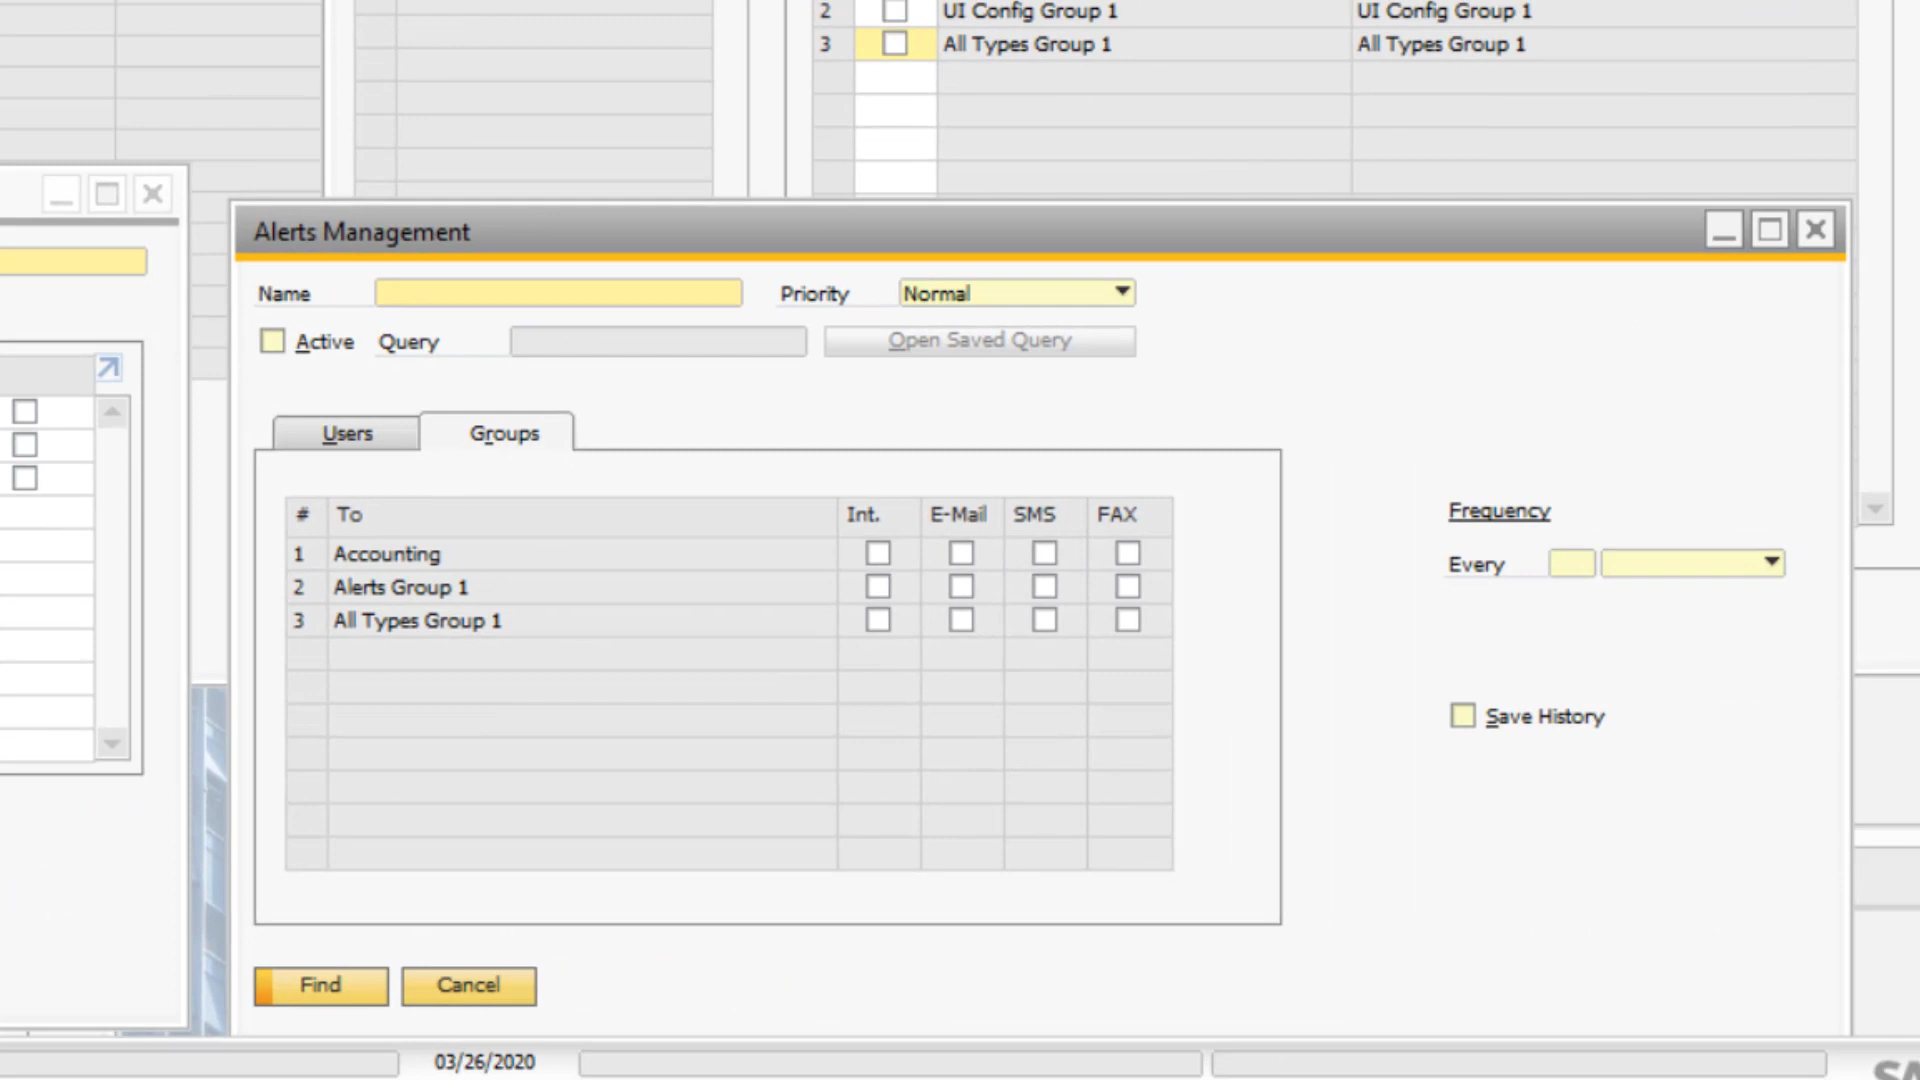 2 UI Config Group 1 UI Config Group 1
3 All Types Group 1 All Types Group 1
Alerts Management
Name Priority Normal
Active Query Open Saved Query
Users Groups
# To Int. E-Mail SMS FAX
1 Accounting
2 Alerts Group 1
3 All Types Group 1
Frequency
Every
Save History
Find Cancel
03/26/2020